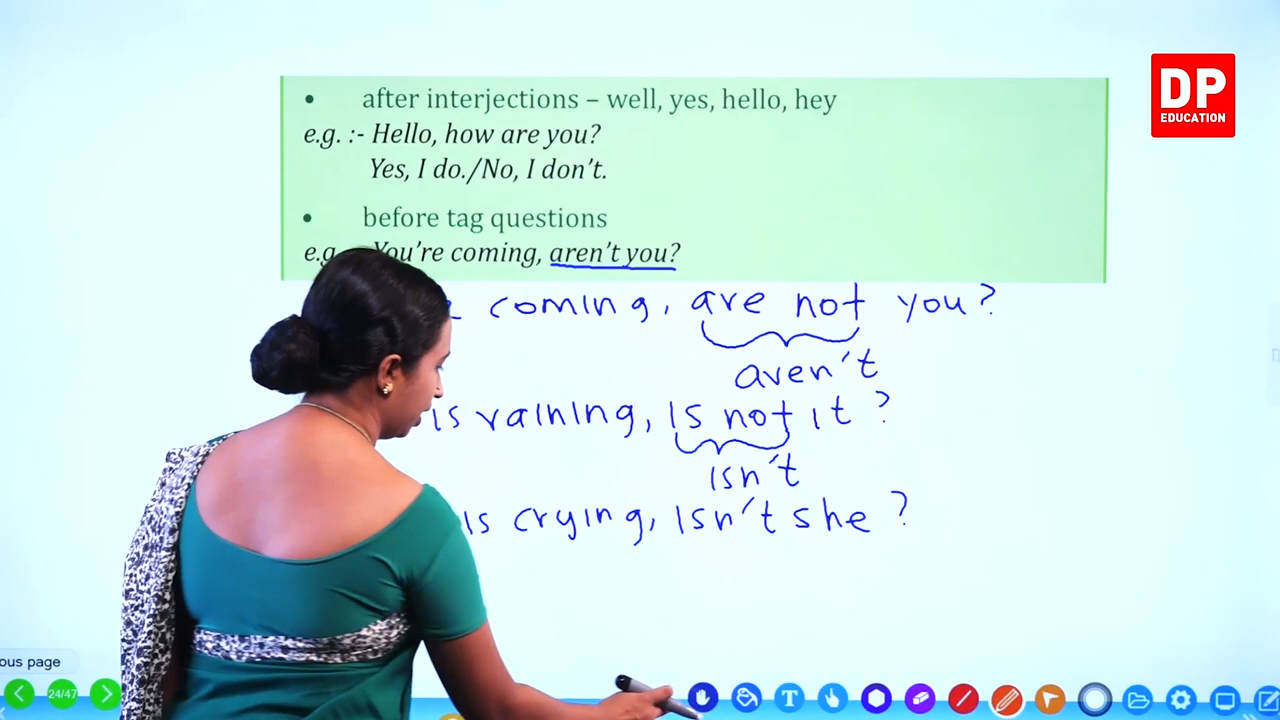 DP
EDUCATION
• after interjections – well, yes, hello, hey
e.g. :- Hello, how are you?
Yes, I do./No, I don't.
• before tag questions
e.g. You're coming, aren't you?
coming, are not you?
aren't
is raining, is not it?
isn't
is crying, isn't she?
ous page
24/47
T